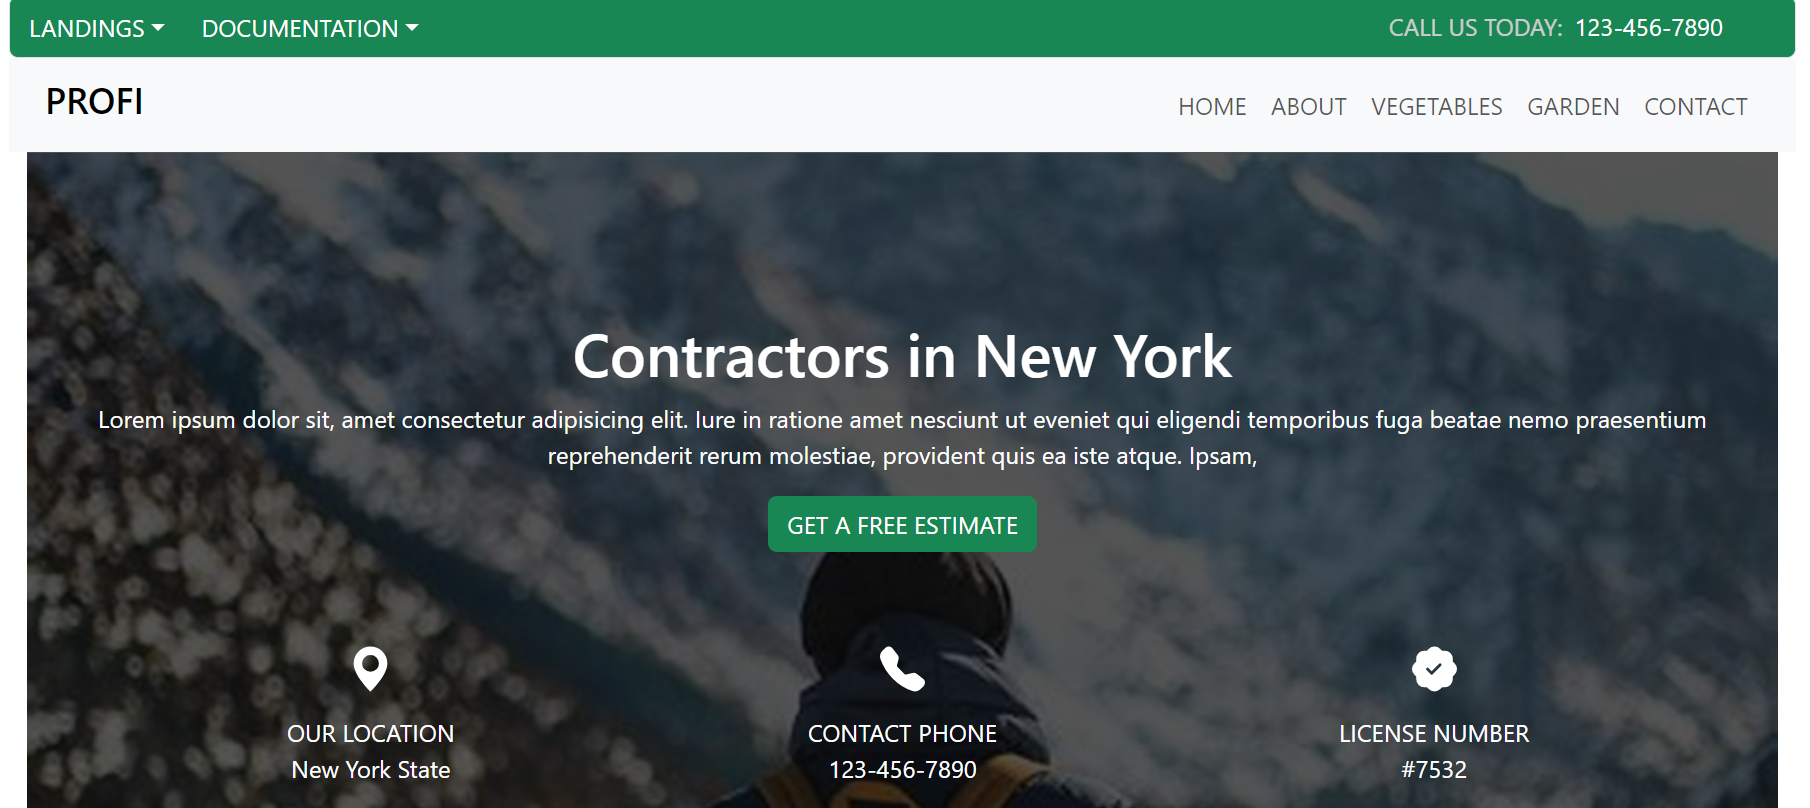 LANDINGS DOCUMENTATION CALL US TODAY: 123-456-7890
PROFI HOME ABOUT VEGETABLES GARDEN CONTACT
Contractors in New York
Lorem ipsum dolor sit, amet consectetur adipisicing elit. Iure in ratione amet nesciunt ut eveniet qui eligendi temporibus fuga beatae nemo praesentium
reprehenderit rerum molestiae, provident quis ea iste atque. Ipsam,
GET A FREE ESTIMATE
OUR LOCATION CONTACT PHONE LICENSE NUMBER
New York State 123-456-7890 #7532